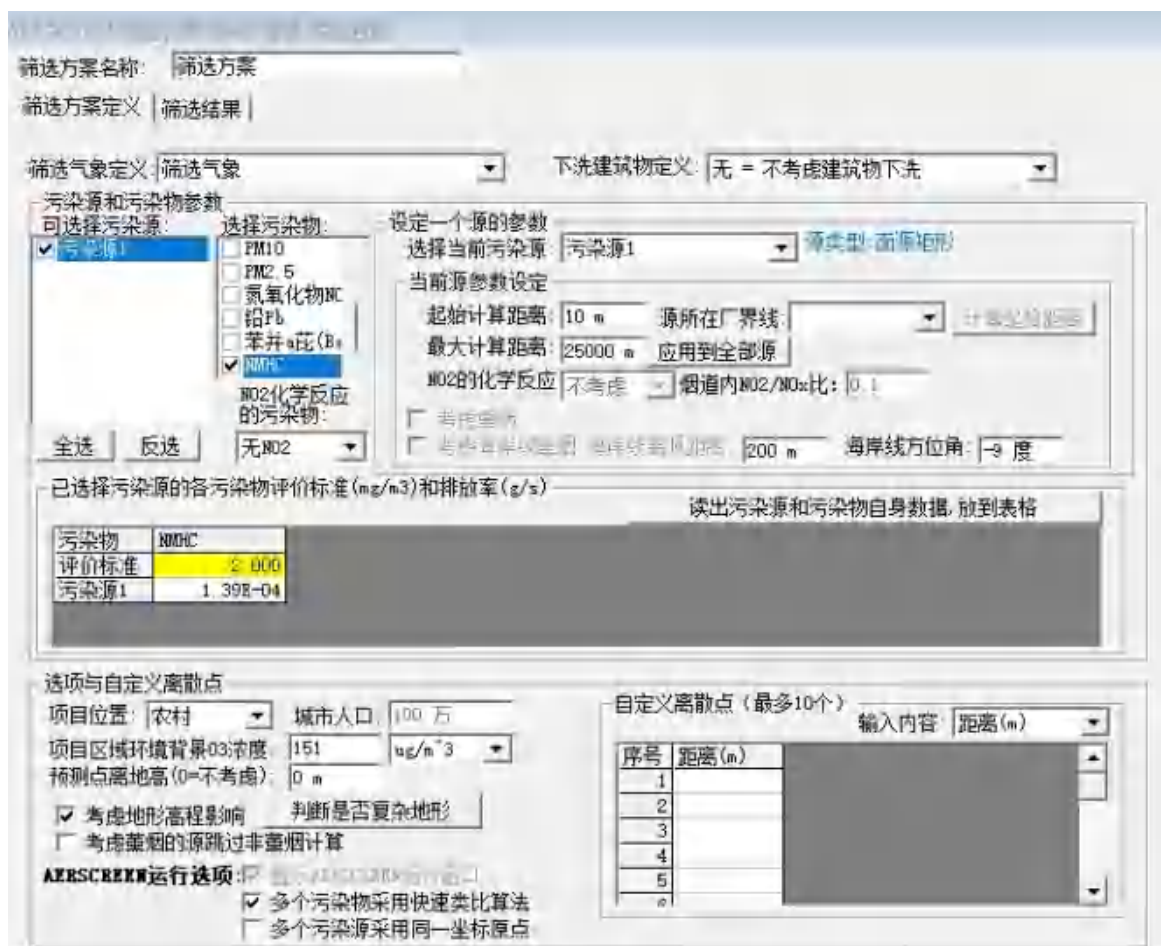 筛选方案名称: 筛选方案
筛选方案定义 筛选结果
筛选气象定义: 筛选气象 下洗建筑物定义: 无 = 不考虑建筑物下洗
污染源和污染物参数
可选择污染源: 选择污染物: 设定一个源的参数
污染源1 PM10 选择当前污染源: 污染源1 源类型: 面源矩形
PM2.5 当前源参数设定
氮氧化物NO
铅Pb 起始计算距离: 10 m 源所在厂界线:
苯并a芘(Ba 最大计算距离: 25000 m 应用到全部源
NMHC NO2的化学反应: 不考虑 烟道内NO2/NOx比: 0.1
NO2化学反应
的污染物:
全选 反选 无NO2 200 m 海岸线方位角: -9 度
已选择污染源的各污染物评价标准(mg/m3)和排放率(g/s)
读出污染源和污染物自身数据,放到表格
污染物 NMHC
评价标准 2.000
污染源1 1.39E-04
选项与自定义离散点
项目位置: 农村 城市人口: 100 万
项目区域环境背景O3浓度: 151 ug/m^3
预测点离地高(0=不考虑): 0 m
考虑地形高程影响 判断是否复杂地形
考虑薰烟的源跳过非薰烟计算
AERSCREEN运行选项:
多个污染物采用快速类比算法
多个污染源采用同一坐标原点
自定义离散点(最多10个)
输入内容: 距离(m)
序号 距离(m)
1
2
3
4
5